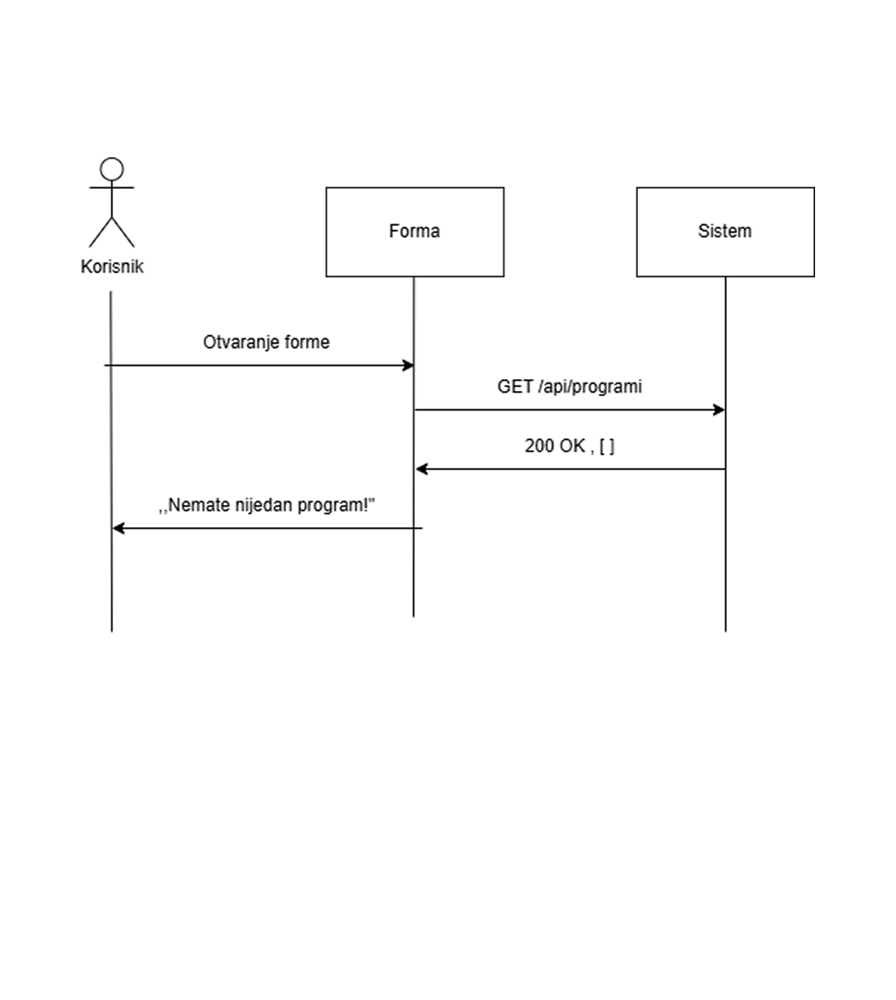 Korisnik
Forma
Sistem
Otvaranje forme
GET /api/programi
200 OK , [ ]
,,Nemate nijedan program!"